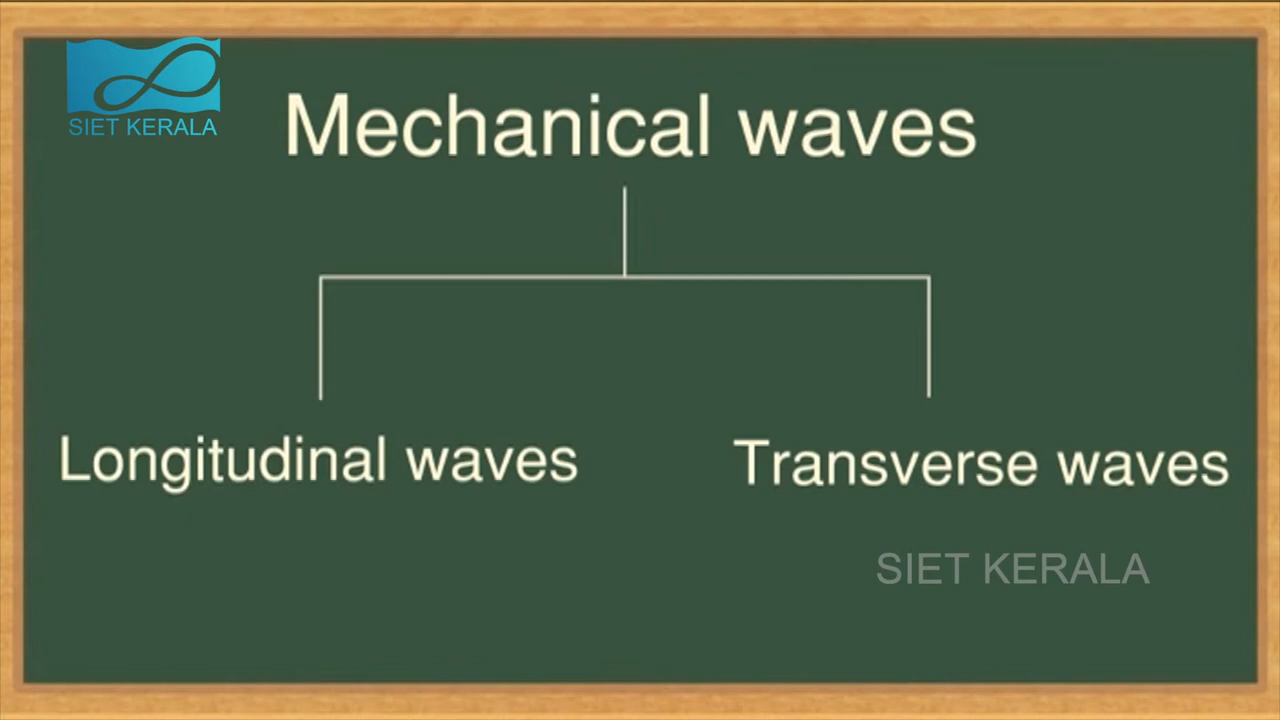 SIET KERALA
Mechanical waves
Longitudinal waves
Transverse waves
SIET KERALA